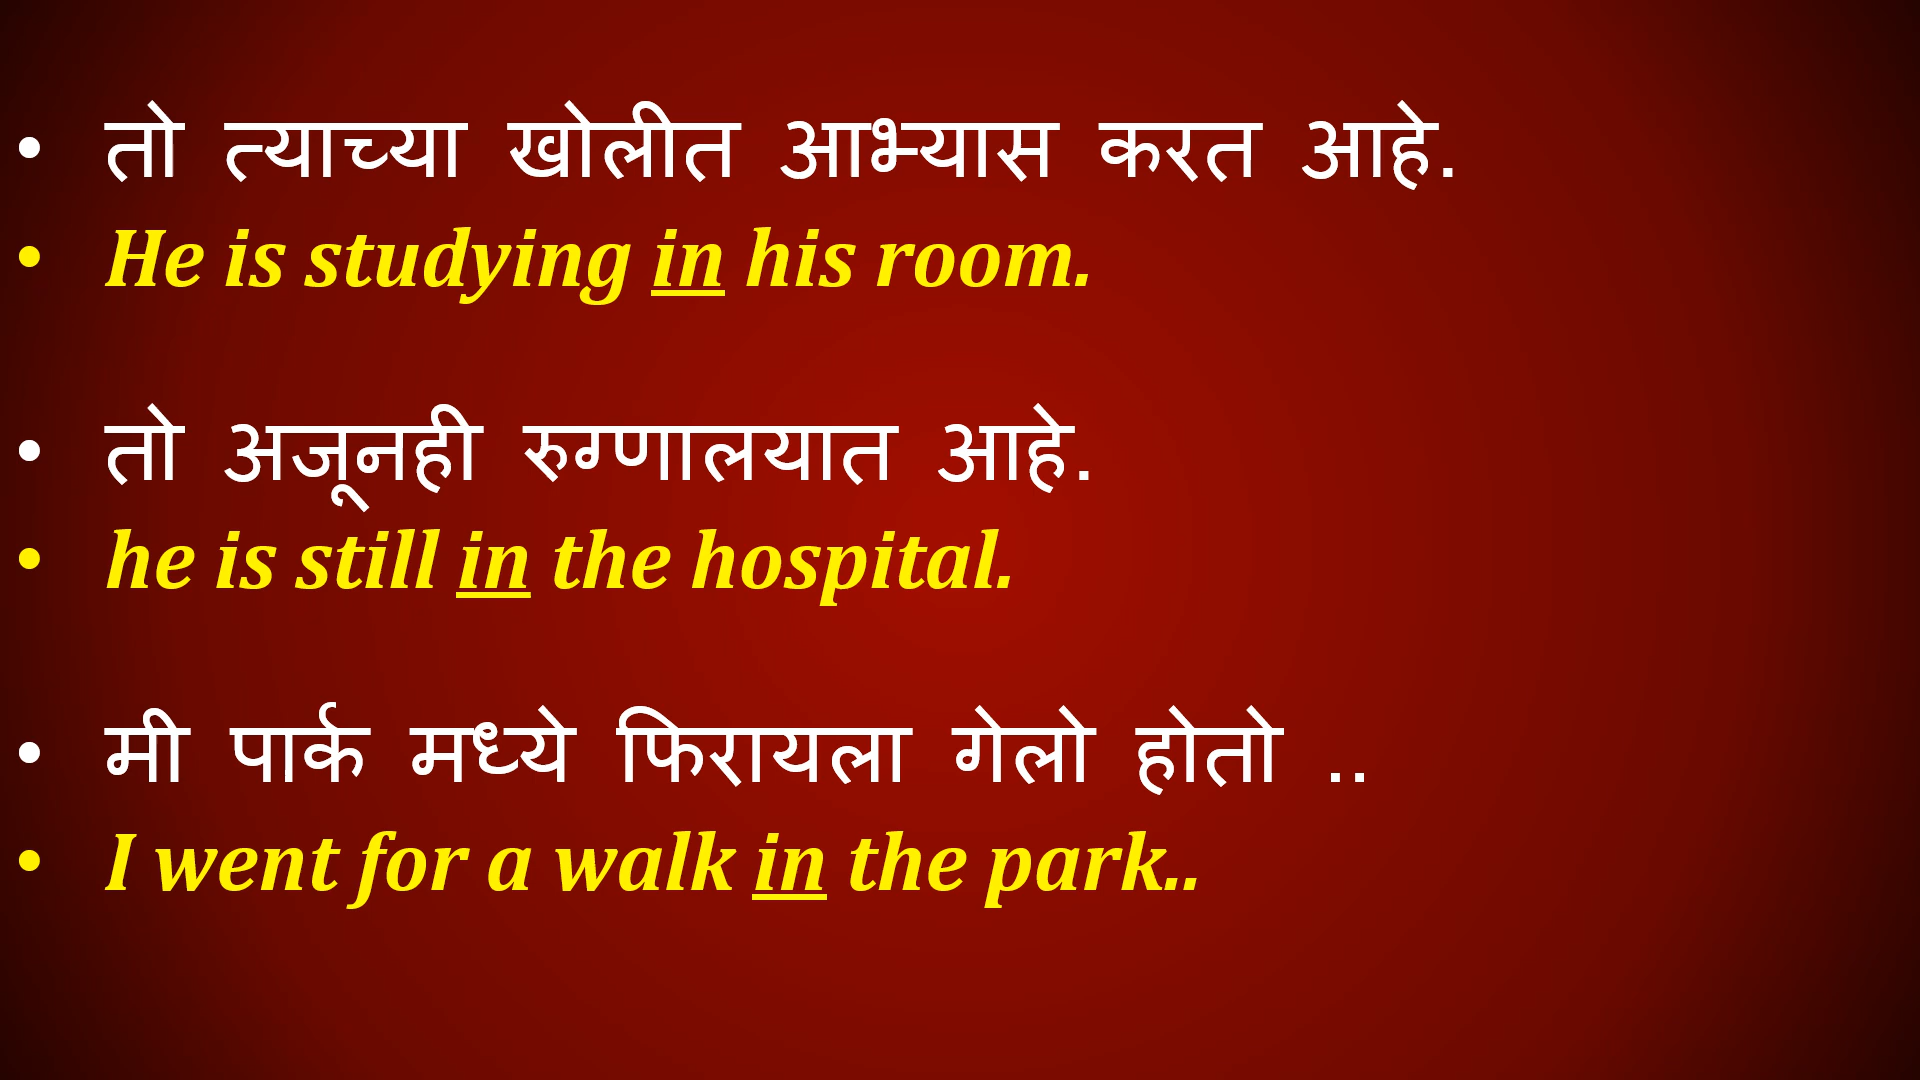 • तो त्याच्या खोलीत आभ्यास करत आहे.
• He is studying in his room.
• तो अजूनही रुग्णालयात आहे.
• he is still in the hospital.
• मी पार्क मध्ये फिरायला गेलो होतो ..
• I went for a walk in the park..